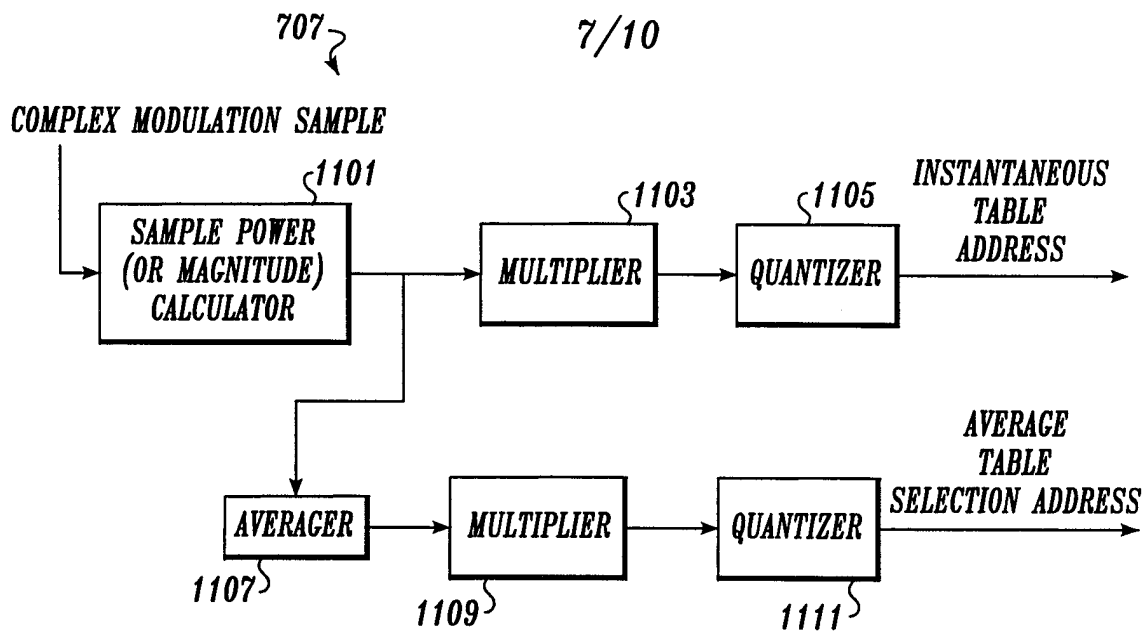 707
7/10
COMPLEX MODULATION SAMPLE
1101
SAMPLE POWER
(OR MAGNITUDE)
CALCULATOR
1103
MULTIPLIER
1105
QUANTIZER
INSTANTANEOUS
TABLE
ADDRESS
AVERAGER
1107
MULTIPLIER
1109
QUANTIZER
1111
AVERAGE
TABLE
SELECTION ADDRESS